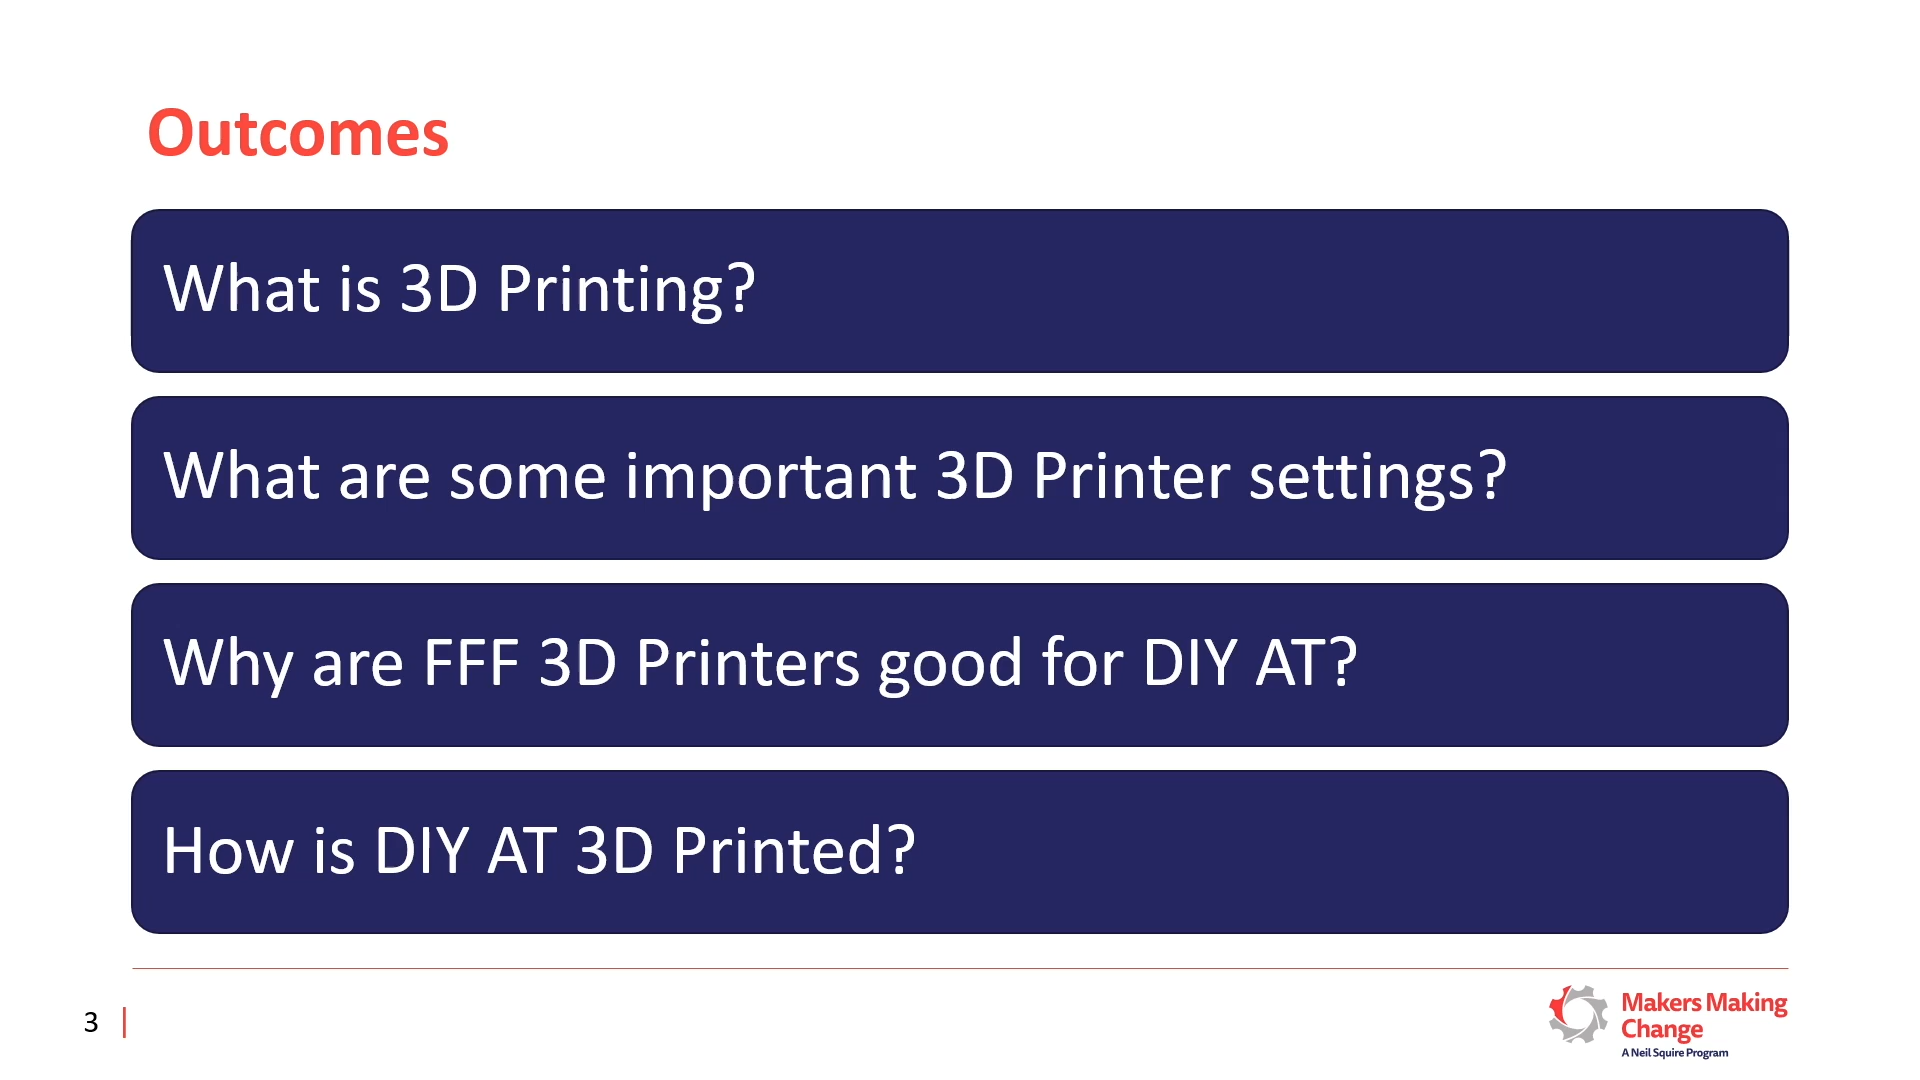 Outcomes
What is 3D Printing?
What are some important 3D Printer settings?
Why are FFF 3D Printers good for DIY AT?
How is DIY AT 3D Printed?
3
Makers Making
Change
A Neil Squire Program